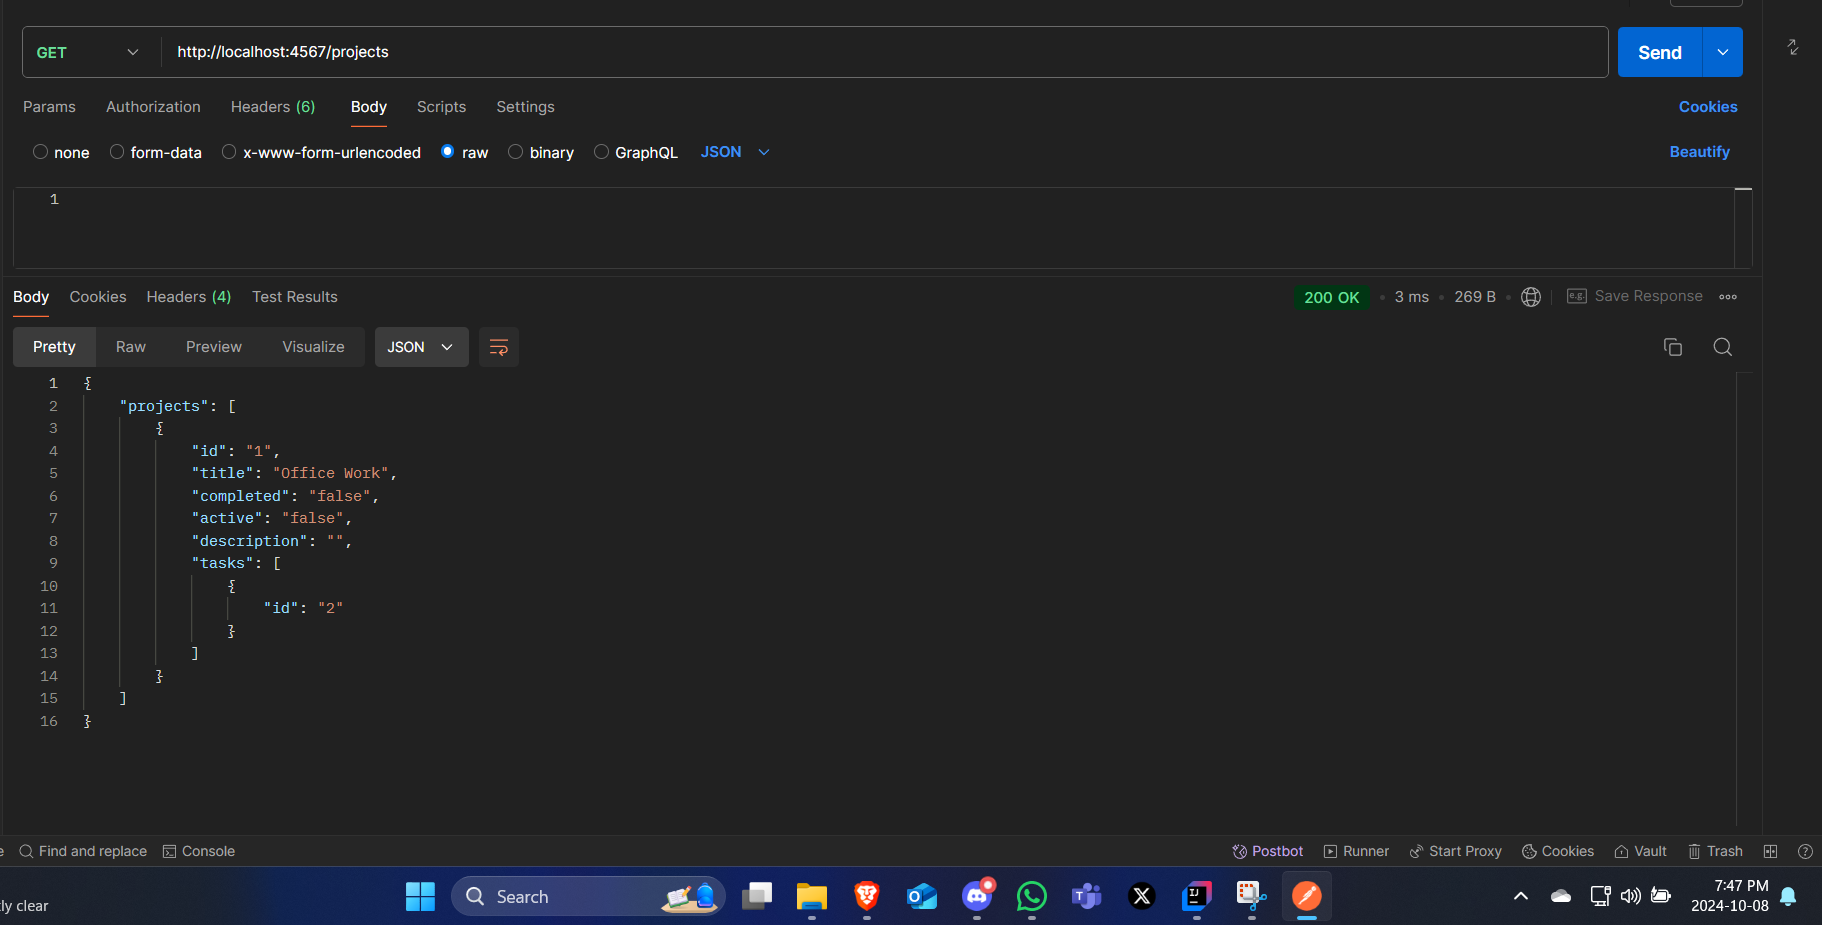 GET http://localhost:4567/projects Send
Params Authorization Headers (6) Body Scripts Settings Cookies
none form-data x-www-form-urlencoded raw binary GraphQL JSON Beautify
1
Body Cookies Headers (4) Test Results 200 OK 3 ms 269 B e.g. Save Response
Pretty Raw Preview Visualize JSON
1 {
2 "projects": [
3 {
4 "id": "1",
5 "title": "Office Work",
6 "completed": "false",
7 "active": "false",
8 "description": "",
9 "tasks": [
10 {
11 "id": "2"
12 }
13 ]
14 }
15 ]
16 }
e Find and replace Console Postbot Runner Start Proxy Cookies Vault Trash
ly clear Search 7:47 PM
2024-10-08